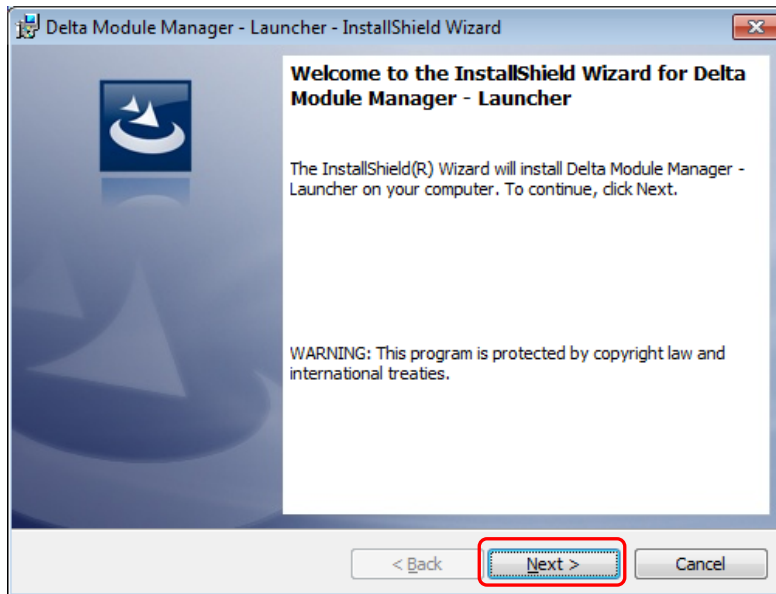 Delta Module Manager - Launcher - InstallShield Wizard
Welcome to the InstallShield Wizard for Delta
Module Manager - Launcher
The InstallShield(R) Wizard will install Delta Module Manager -
Launcher on your computer. To continue, click Next.
WARNING: This program is protected by copyright law and
international treaties.
< Back Next > Cancel